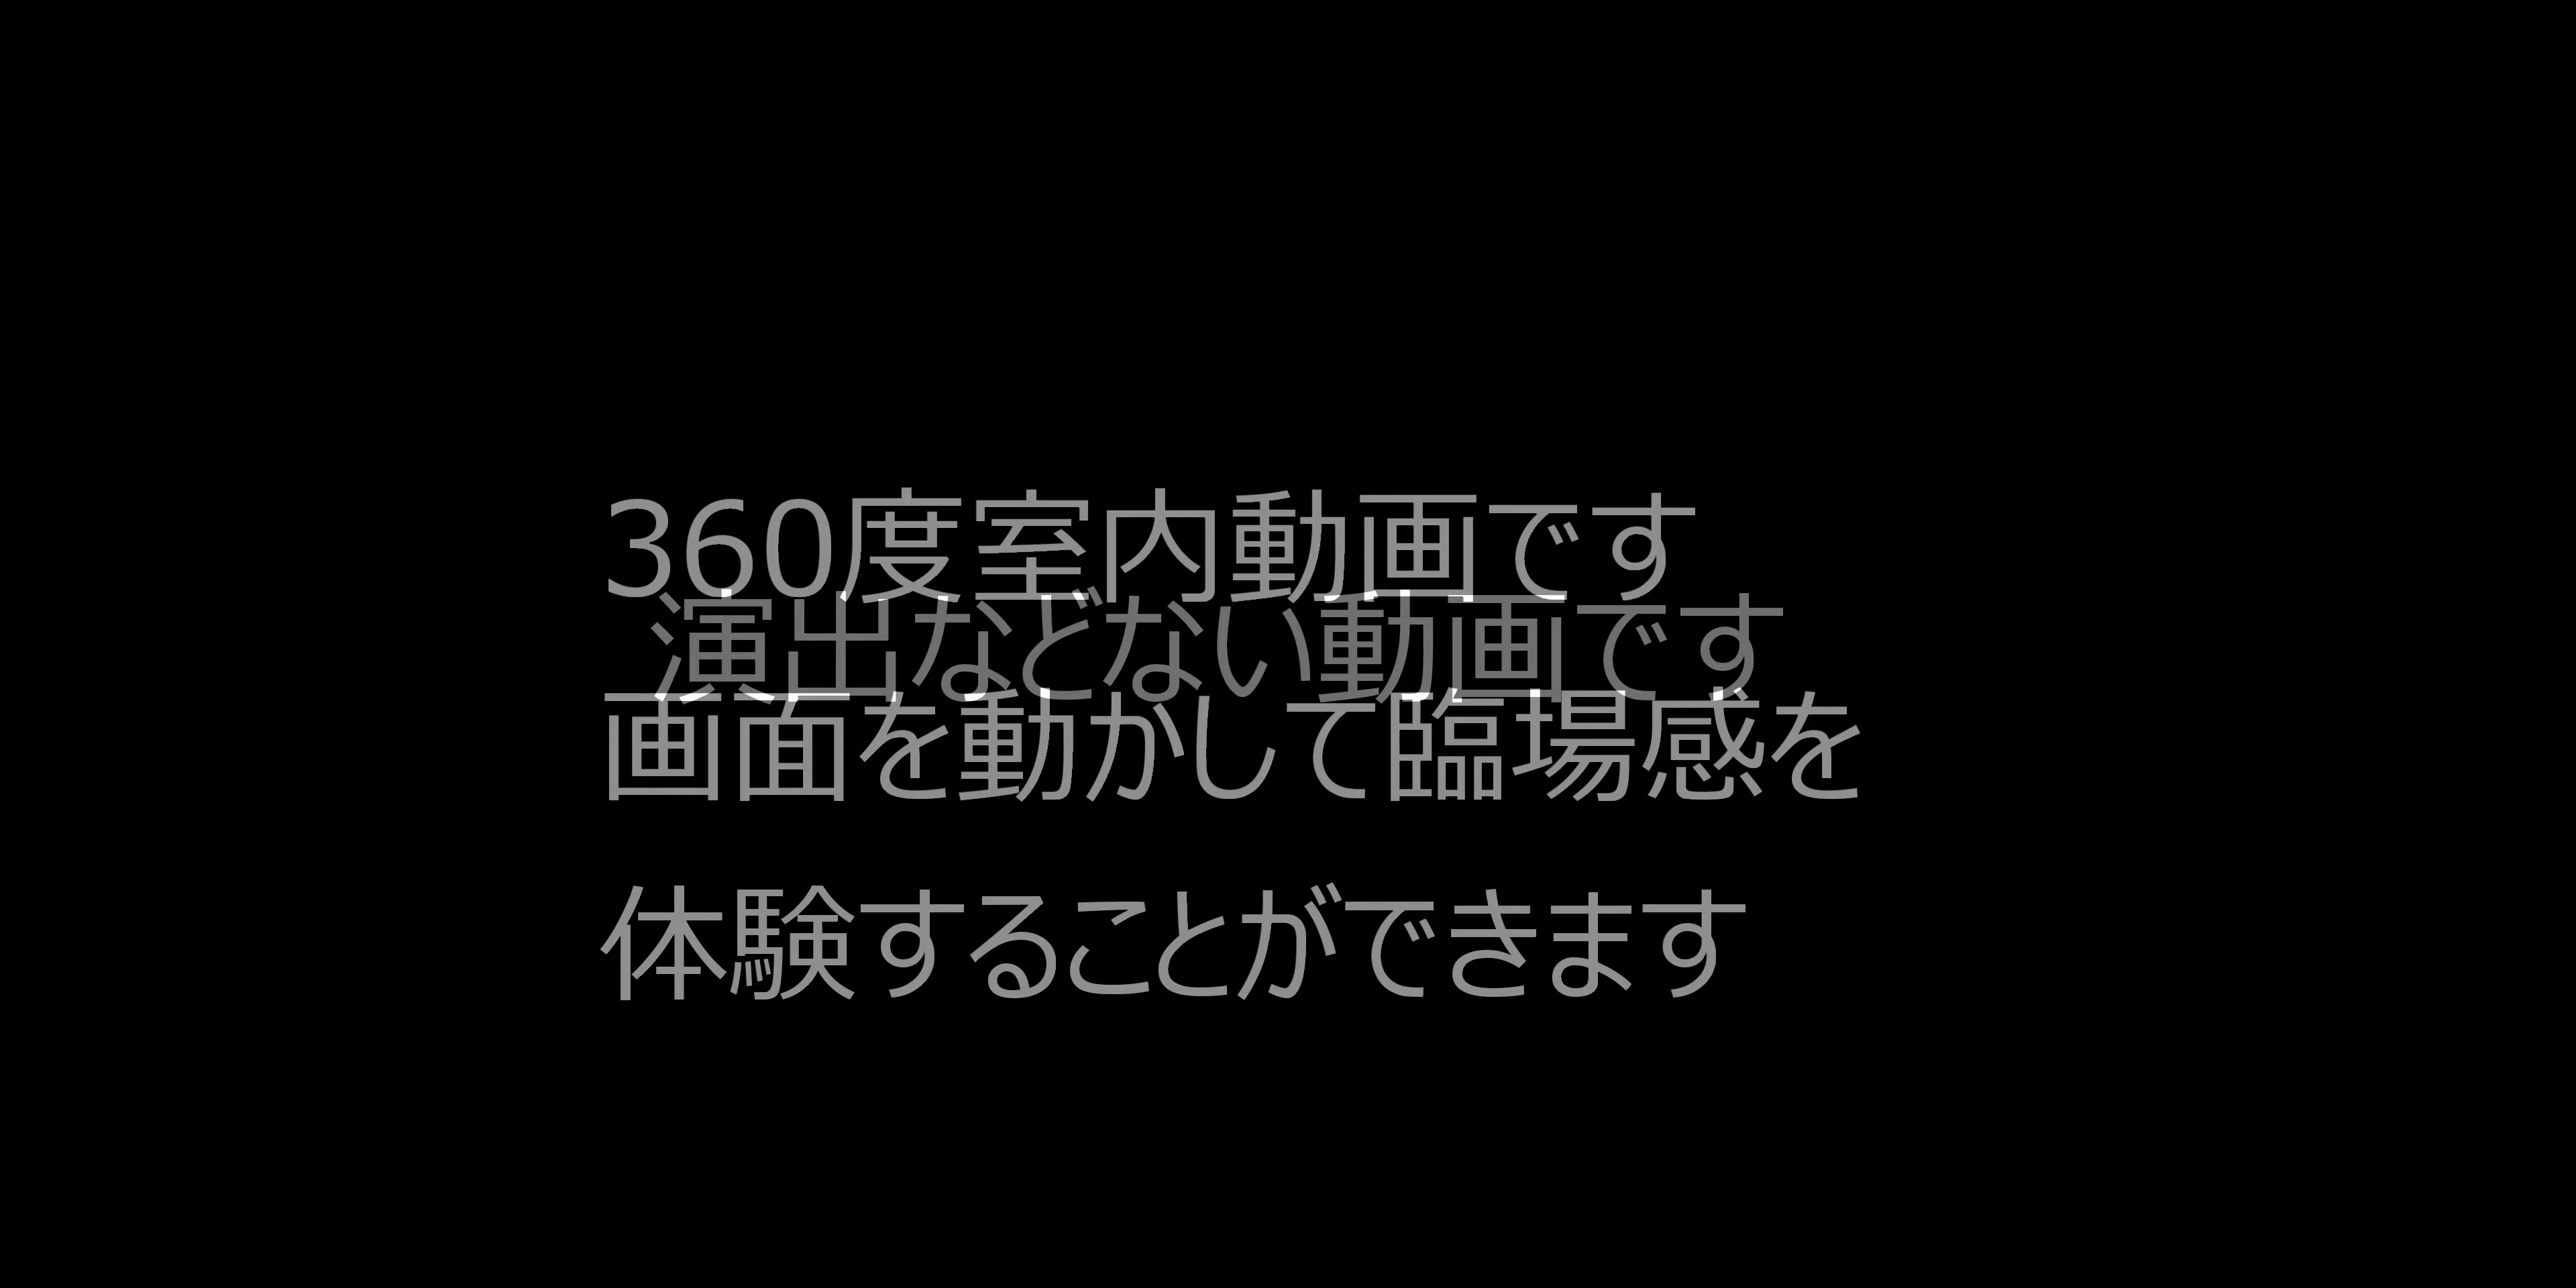 360度室内動画です
演出などない動画です
画面を動かして臨場感を
体験することができます